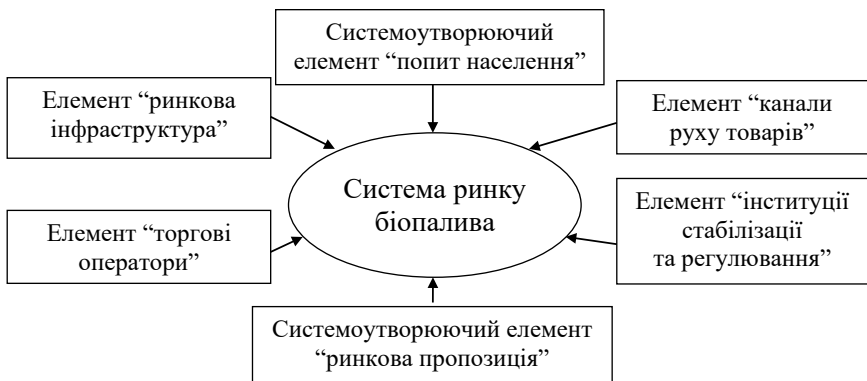 Системоутворюючий
елемент “попит населення”
Елемент “ринкова
інфраструктура”
Елемент “канали
руху товарів”
Система ринку
біопалива
Елемент “торгові
оператори”
Елемент “інституції
стабілізації
та регулювання”
Системоутворюючий елемент
“ринкова пропозиція”